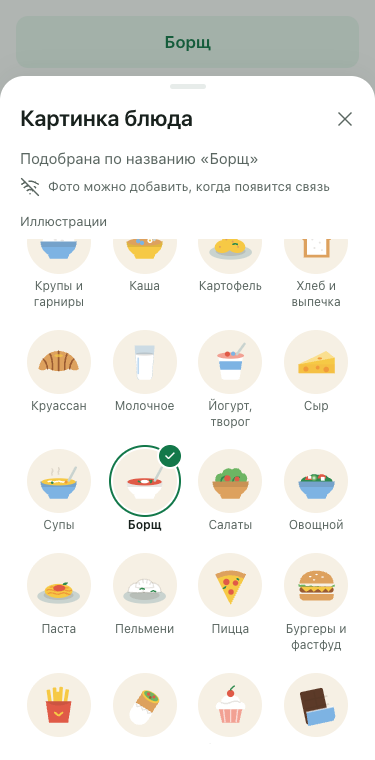 Борщ
Картинка блюда
Подобрана по названию «Борщ»
Фото можно добавить, когда появится связь
Иллюстрации
Крупы и гарниры
Каша
Картофель
Хлеб и выпечка
Круассан
Молочное
Йогурт, творог
Сыр
Супы
Борщ
Салаты
Овощной
Паста
Пельмени
Пицца
Бургеры и фастфуд